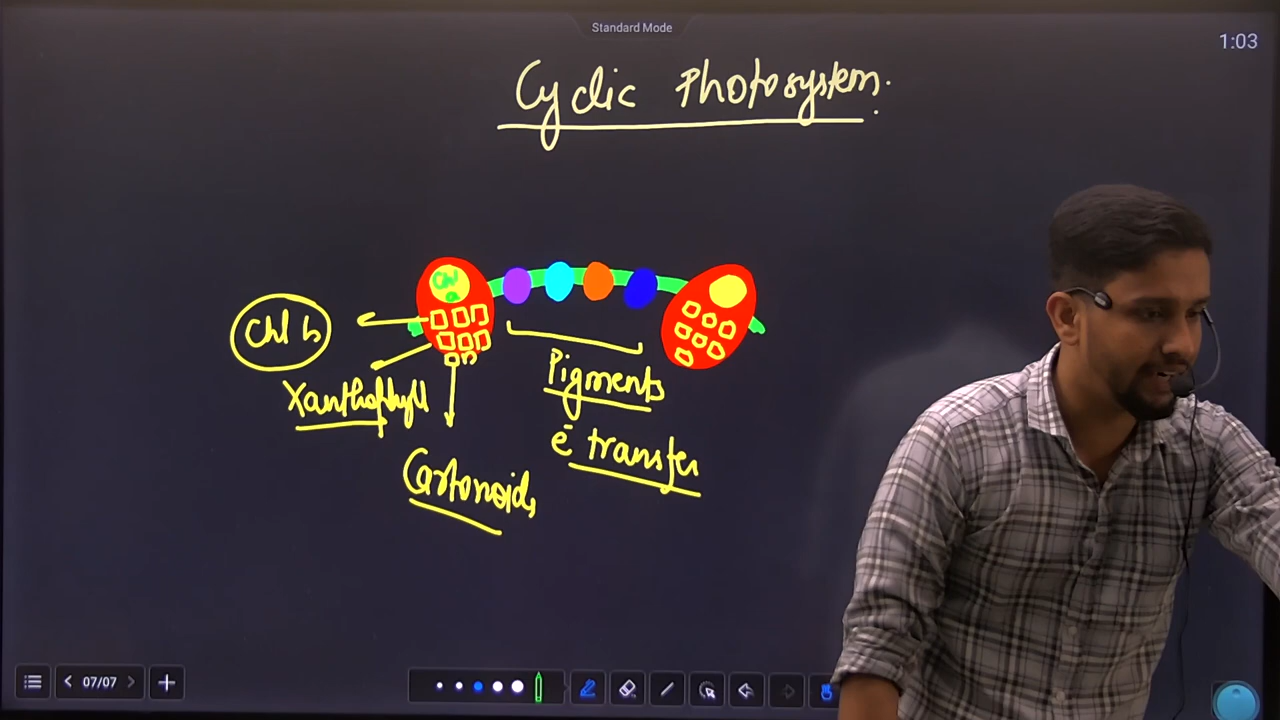 Standard Mode
1:03
Cyclic Photosystem.
Chl
a
Chl b
Xanthophyll
Pigments
e⁻ transfer
Cartonoids
07/07